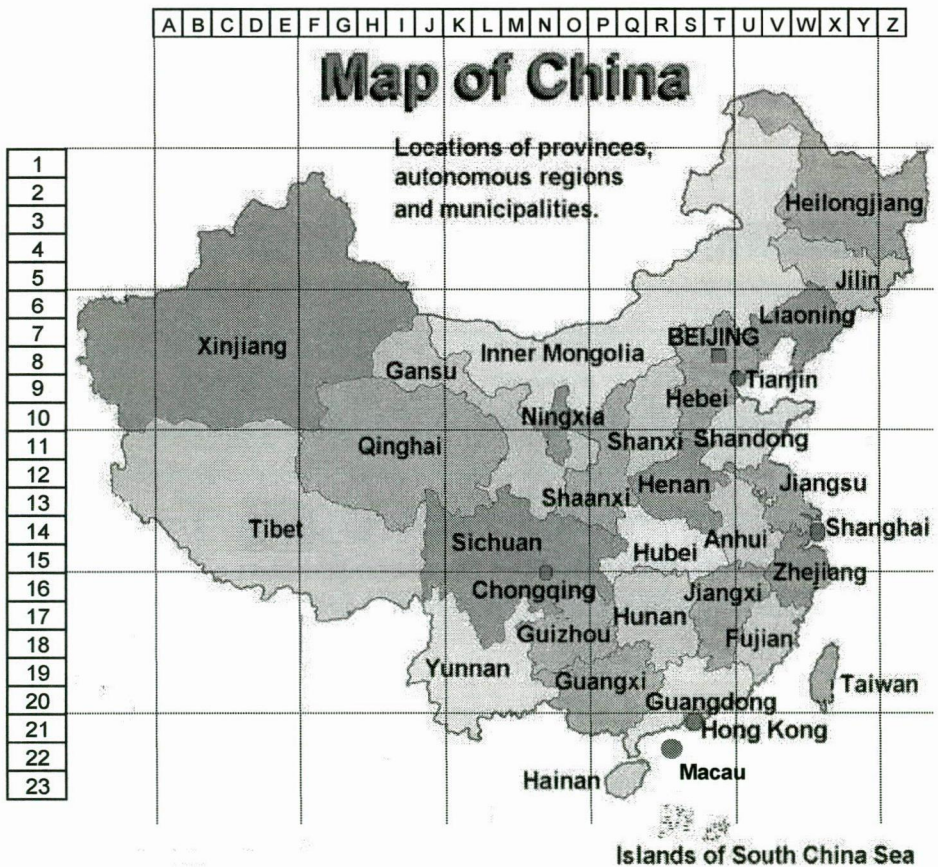 A B C D E F G H I J K L M N O P Q R S T U V W X Y Z
Map of China
Locations of provinces,
autonomous regions
and municipalities.
1
2
3
4
5
6
7
8
9
10
11
12
13
14
15
16
17
18
19
20
21
22
23
Heilongjiang
Jilin
Liaoning
BEIJING
Xinjiang
Inner Mongolia
Gansu
Tianjin
Hebei
Ningxia
Qinghai
Shanxi
Shandong
Jiangsu
Henan
Shaanxi
Tibet
Sichuan
Shanghai
Anhui
Hubei
Zhejiang
Chongqing
Jiangxi
Hunan
Guizhou
Fujian
Yunnan
Guangxi
Taiwan
Guangdong
Hong Kong
Macau
Hainan
Islands of South China Sea